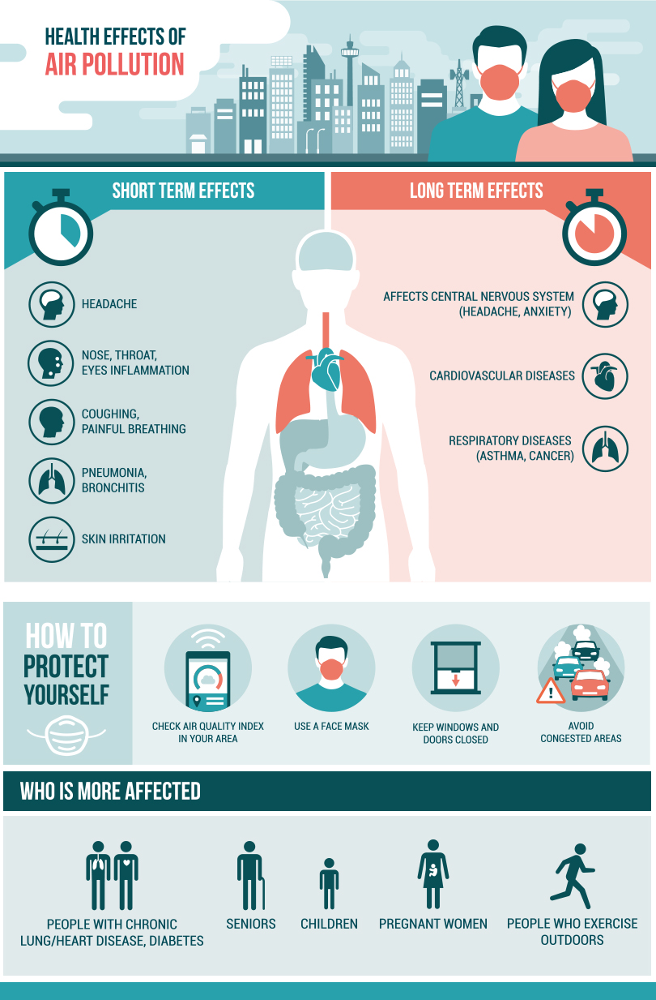 HEALTH EFFECTS OF
AIR POLLUTION
SHORT TERM EFFECTS
HEADACHE
NOSE, THROAT,
EYES INFLAMMATION
COUGHING,
PAINFUL BREATHING
PNEUMONIA,
BRONCHITIS
SKIN IRRITATION
LONG TERM EFFECTS
AFFECTS CENTRAL NERVOUS SYSTEM
(HEADACHE, ANXIETY)
CARDIOVASCULAR DISEASES
RESPIRATORY DISEASES
(ASTHMA, CANCER)
HOW TO
PROTECT
YOURSELF
CHECK AIR QUALITY INDEX
IN YOUR AREA
USE A FACE MASK
KEEP WINDOWS AND
DOORS CLOSED
!
AVOID
CONGESTED AREAS
WHO IS MORE AFFECTED
PEOPLE WITH CHRONIC
LUNG/HEART DISEASE, DIABETES
SENIORS
CHILDREN
PREGNANT WOMEN
PEOPLE WHO EXERCISE
OUTDOORS